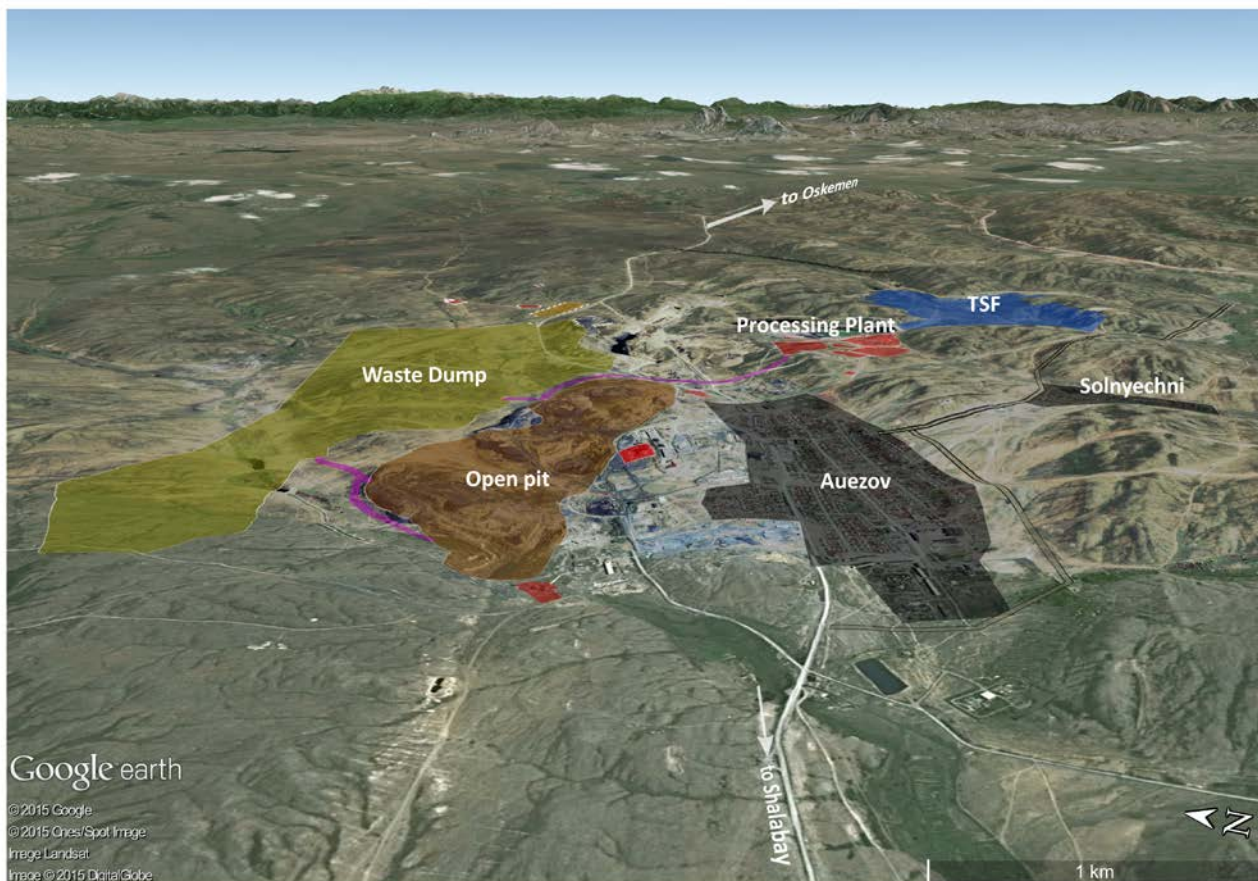 to Oskemen
TSF
Processing Plant
Waste Dump
Solnyechni
Open pit
Auezov
to Shalabay
Google earth
© 2015 Google
© 2015 Cnes/Spot Image
Image Landsat
Image © 2015 DigitalGlobe
N
1 km